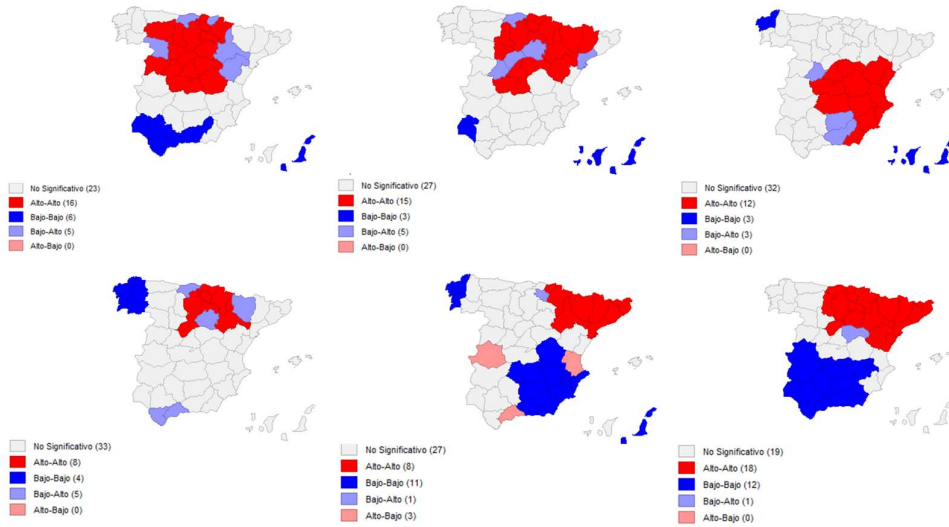 No Significativo (23)
Alto-Alto (16)
Bajo-Bajo (6)
Bajo-Alto (5)
Alto-Bajo (0)
No Significativo (27)
Alto-Alto (15)
Bajo-Bajo (3)
Bajo-Alto (5)
Alto-Bajo (0)
No Significativo (32)
Alto-Alto (12)
Bajo-Bajo (3)
Bajo-Alto (3)
Alto-Bajo (0)
No Significativo (33)
Alto-Alto (8)
Bajo-Bajo (4)
Bajo-Alto (5)
Alto-Bajo (0)
No Significativo (27)
Alto-Alto (8)
Bajo-Bajo (11)
Bajo-Alto (1)
Alto-Bajo (3)
No Significativo (19)
Alto-Alto (18)
Bajo-Bajo (12)
Bajo-Alto (1)
Alto-Bajo (0)